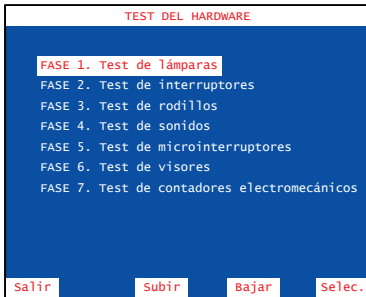 TEST DEL HARDWARE
FASE 1. Test de lámparas
FASE 2. Test de interruptores
FASE 3. Test de rodillos
FASE 4. Test de sonidos
FASE 5. Test de microinterruptores
FASE 6. Test de visores
FASE 7. Test de contadores electromecánicos
Salir Subir Bajar Selec.